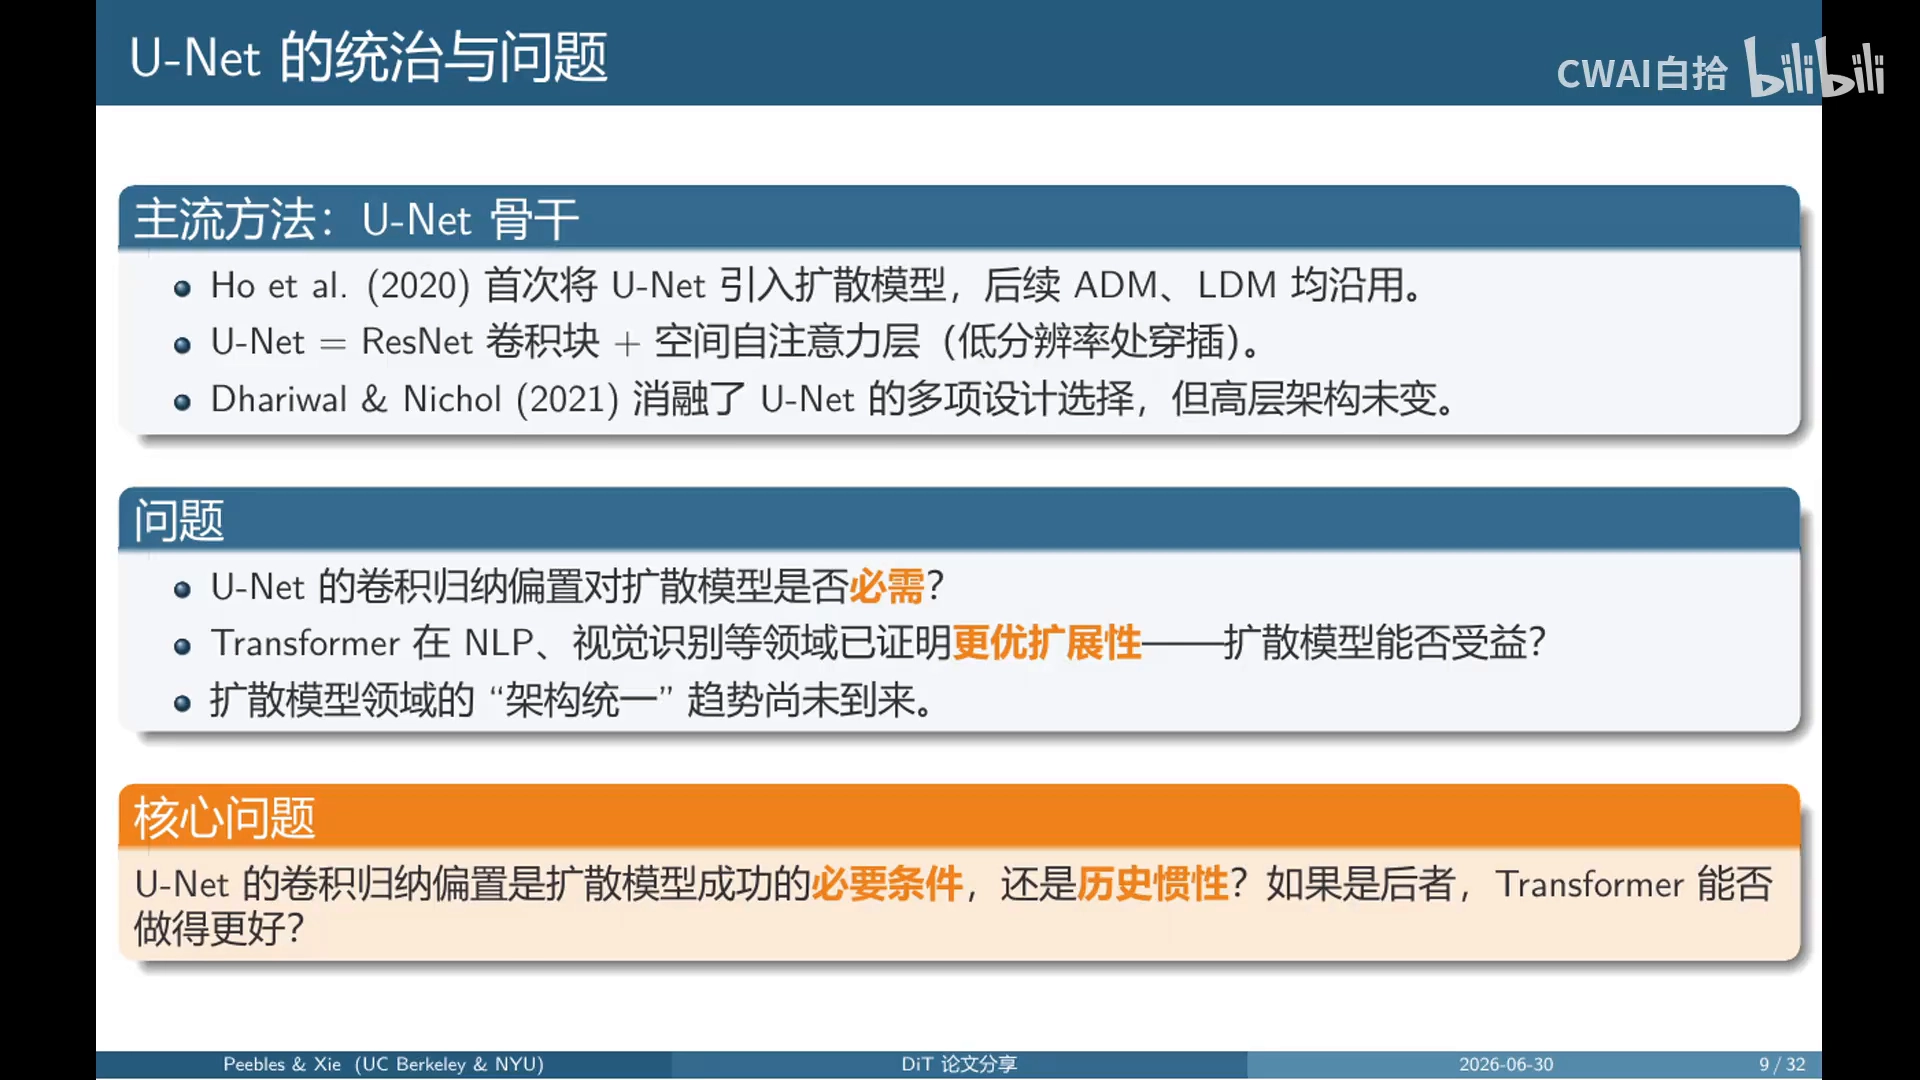 U-Net 的统治与问题
CWAI白拾 bilibili
主流方法：U-Net 骨干
Ho et al. (2020) 首次将 U-Net 引入扩散模型，后续 ADM、LDM 均沿用。
U-Net = ResNet 卷积块 + 空间自注意力层（低分辨率处穿插）。
Dhariwal & Nichol (2021) 消融了 U-Net 的多项设计选择，但高层架构未变。
问题
U-Net 的卷积归纳偏置对扩散模型是否必需？
Transformer 在 NLP、视觉识别等领域已证明更优扩展性——扩散模型能否受益？
扩散模型领域的 “架构统一” 趋势尚未到来。
核心问题
U-Net 的卷积归纳偏置是扩散模型成功的必要条件，还是历史惯性？如果是后者，Transformer 能否
做得更好？
Peebles & Xie (UC Berkeley & NYU) DiT 论文分享 2026-06-30 9 / 32